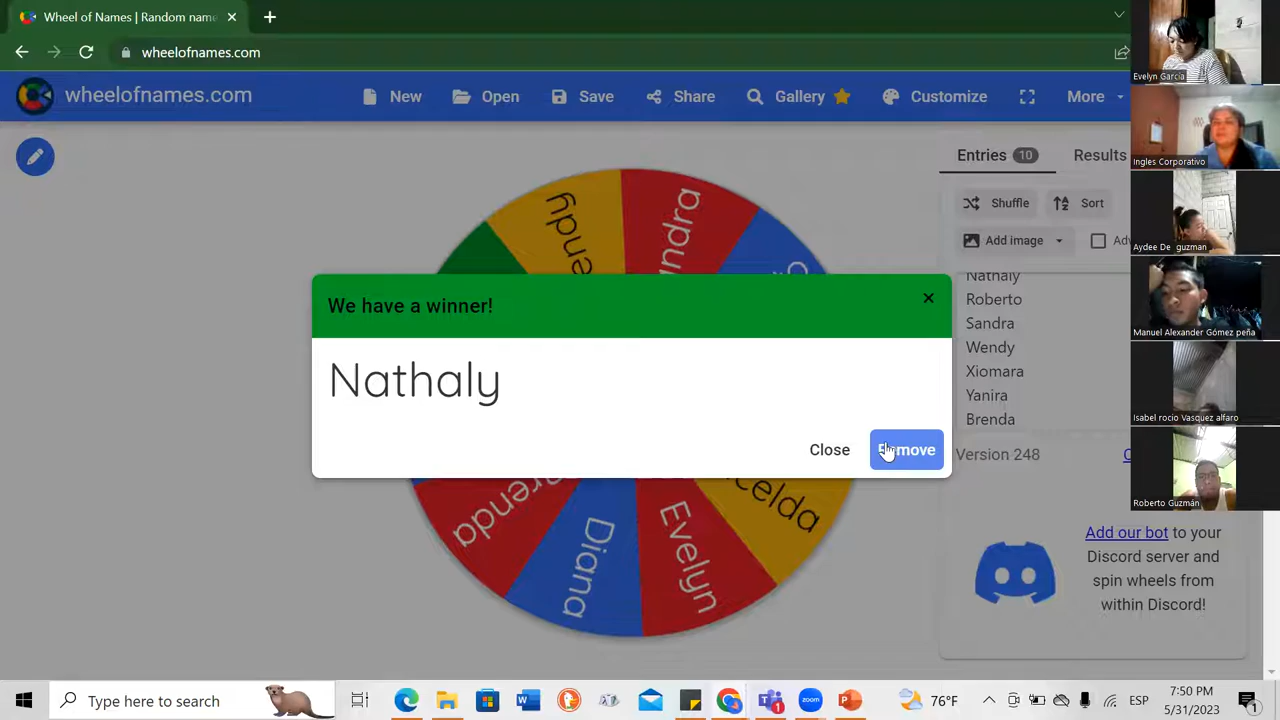 Wheel of Names | Random name
wheelofnames.com
wheelofnames.com
New
Open
Save
Share
Gallery
Customize
More
Entries 10
Results
Shuffle
Sort
Add image
Adv
Nathaly
Roberto
Sandra
Wendy
Xiomara
Yanira
Brenda
Version 248
Add our bot to your
Discord server and
spin wheels from
within Discord!
We have a winner!
Nathaly
Close
Remove
Evelyn
Diana
Evelyn García
Ingles Corporativo
Aydee De guzman
Manuel Alexander Gómez peña
Isabel rocio Vasquez alfaro
Roberto Guzmán
Type here to search
76°F
ESP
7:50 PM
5/31/2023